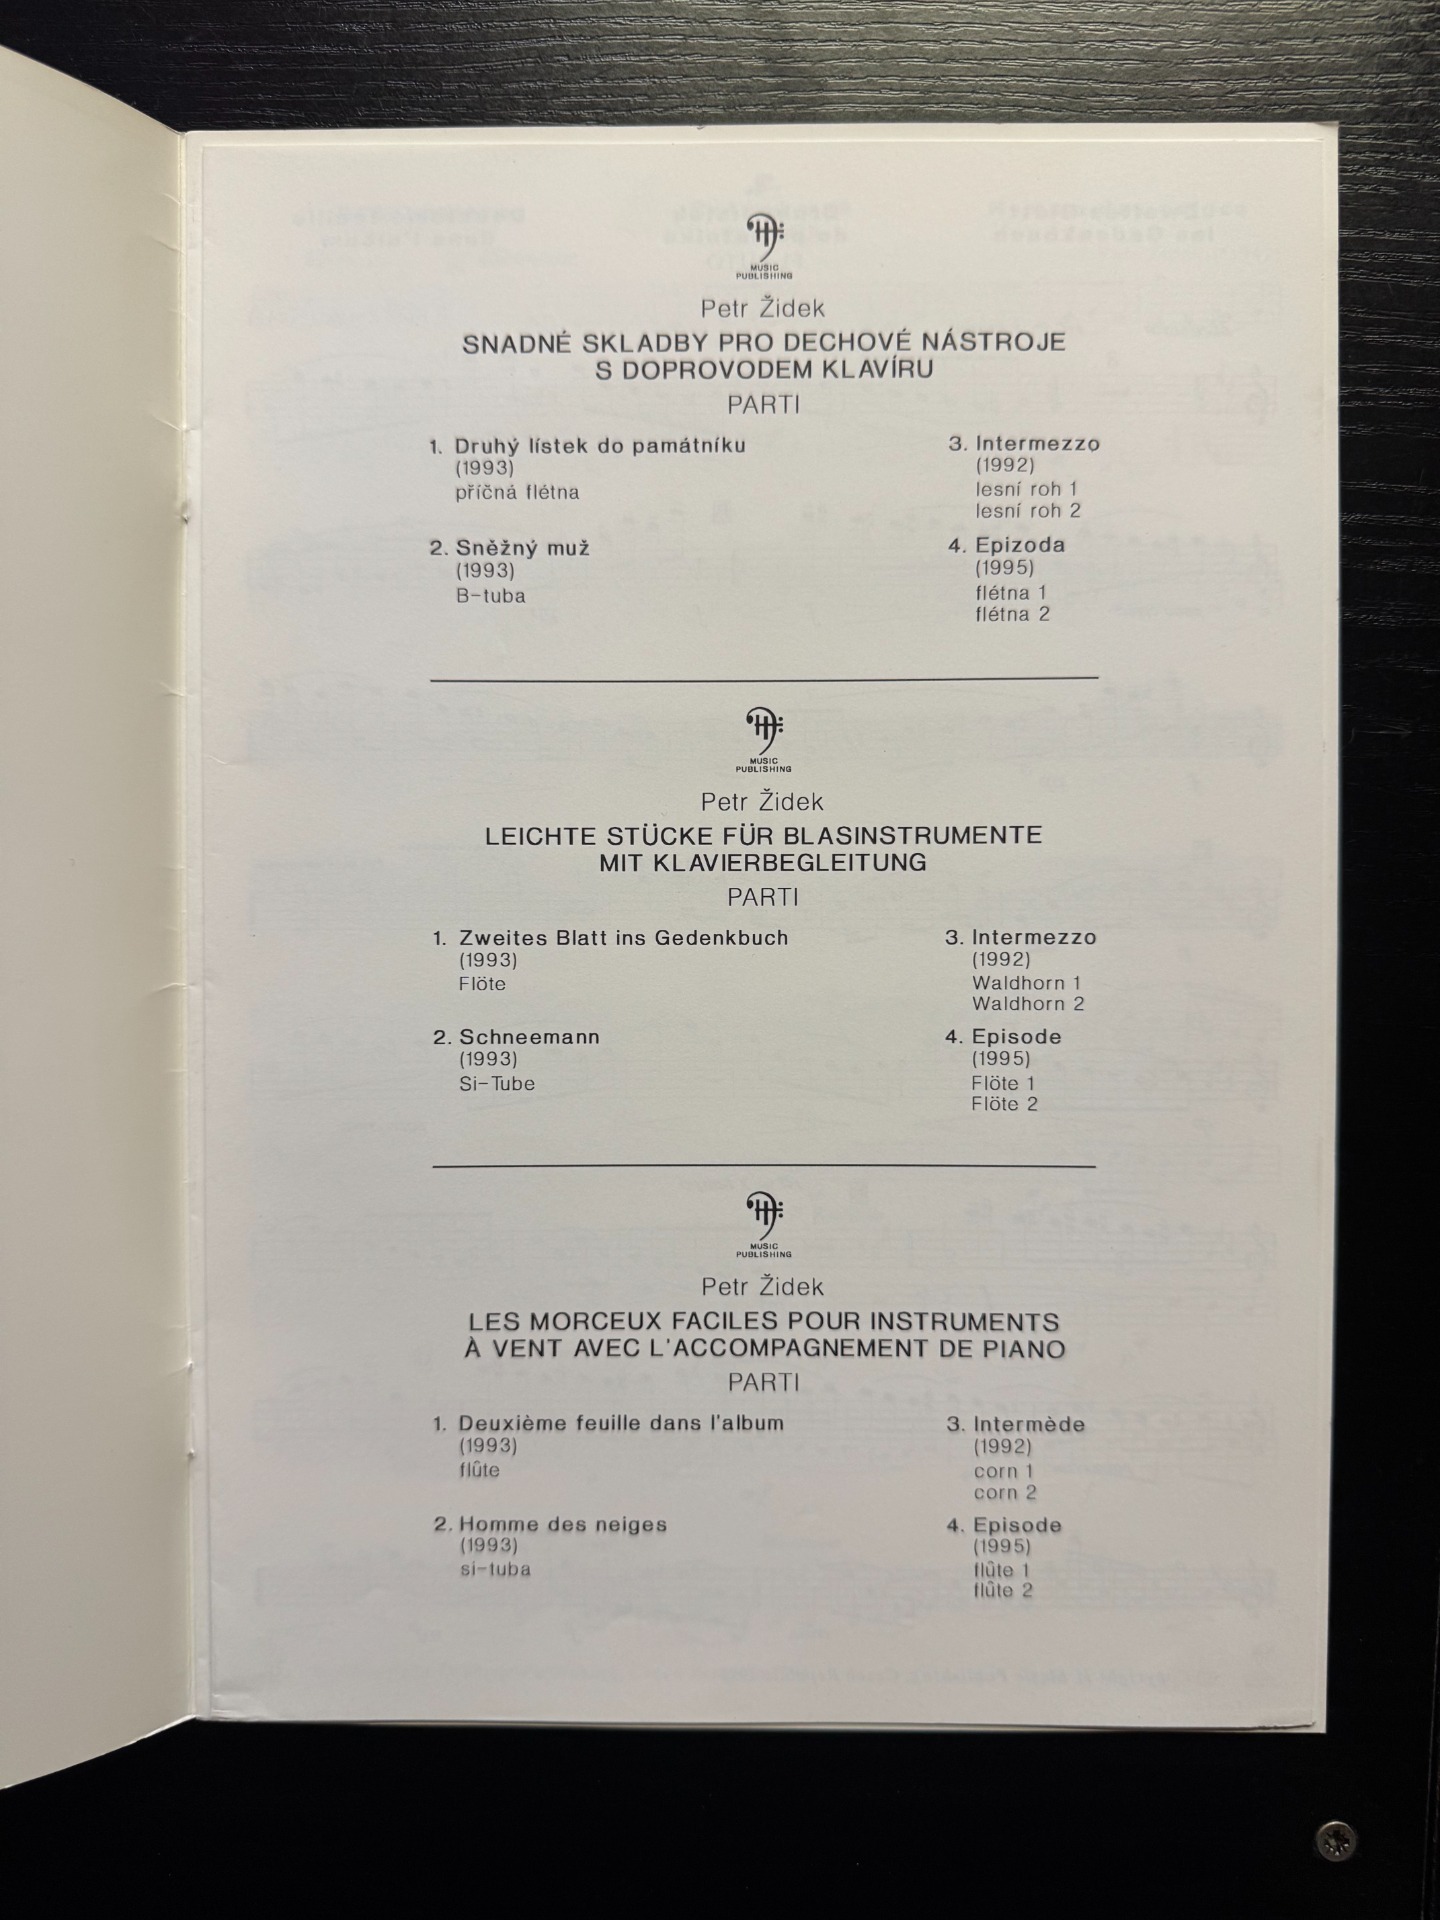 MUSIC
PUBLISHING
Petr Židek
SNADNÉ SKLADBY PRO DECHOVÉ NÁSTROJE
S DOPROVODEM KLAVÍRU
PARTI
1. Druhý lístek do památníku
(1993)
příčná flétna
2. Sněžný muž
(1993)
B-tuba
3. Intermezzo
(1992)
lesní roh 1
lesní roh 2
4. Epizoda
(1995)
flétna 1
flétna 2
MUSIC
PUBLISHING
Petr Židek
LEICHTE STÜCKE FÜR BLASINSTRUMENTE
MIT KLAVIERBEGLEITUNG
PARTI
1. Zweites Blatt ins Gedenkbuch
(1993)
Flöte
2. Schneemann
(1993)
Si-Tube
3. Intermezzo
(1992)
Waldhorn 1
Waldhorn 2
4. Episode
(1995)
Flöte 1
Flöte 2
MUSIC
PUBLISHING
Petr Židek
LES MORCEUX FACILES POUR INSTRUMENTS
À VENT AVEC L'ACCOMPAGNEMENT DE PIANO
PARTI
1. Deuxième feuille dans l'album
(1993)
flûte
2. Homme des neiges
(1993)
si-tuba
3. Intermède
(1992)
corn 1
corn 2
4. Episode
(1995)
flûte 1
flûte 2